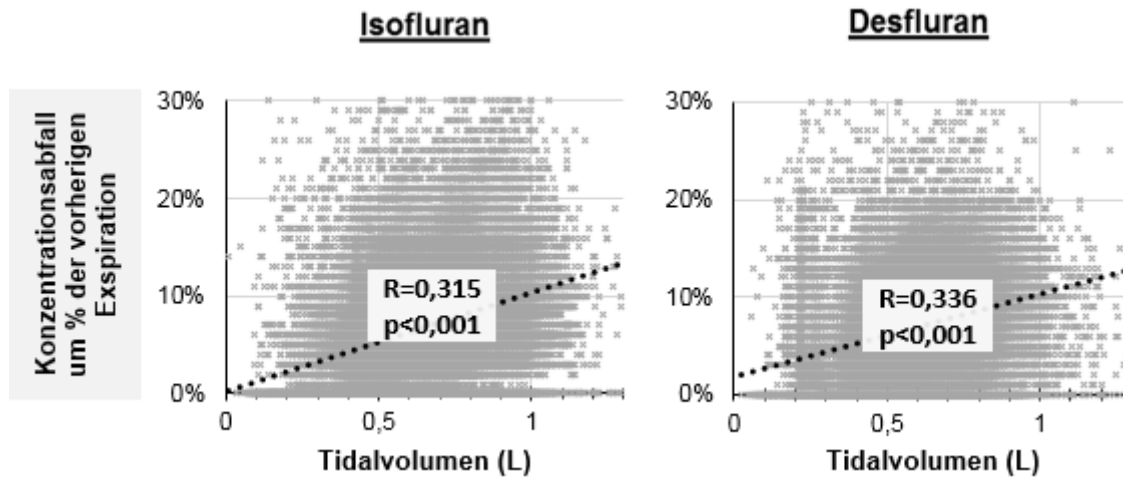 Isofluran
Desfluran
Konzentrationsabfall
um % der vorherigen
Exspiration
30%
20%
10%
0%
R=0,315
p<0,001
0
0,5
1
Tidalvolumen (L)
30%
20%
10%
0%
R=0,336
p<0,001
0
0,5
1
Tidalvolumen (L)